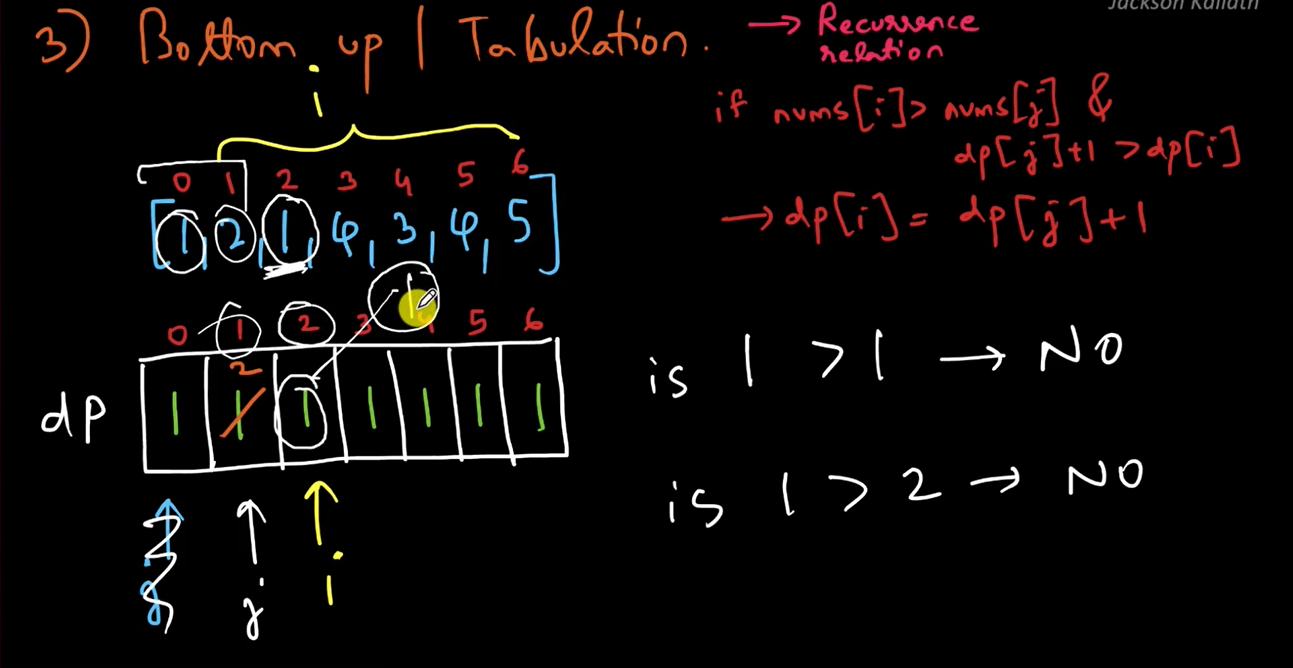 Jackson Kailath
3) Bottom up | Tabulation.
→ Recurrence
relation
i
if nums[i] > nums[j] &
dp[j]+1 > dp[i]
→ dp[i] = dp[j]+1
0 1 2 3 4 5 6
[1, 2, 1, 4, 3, 4, 5]
1
0 1 2 3 4 5 6
is 1 > 1 → NO
2
dp 1 1 1 1 1 1 1
is 1 > 2 → NO
j j i